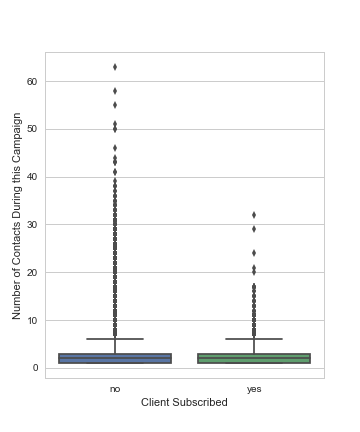 60
50
40
30
20
10
0
Number of Contacts During this Campaign
no
yes
Client Subscribed